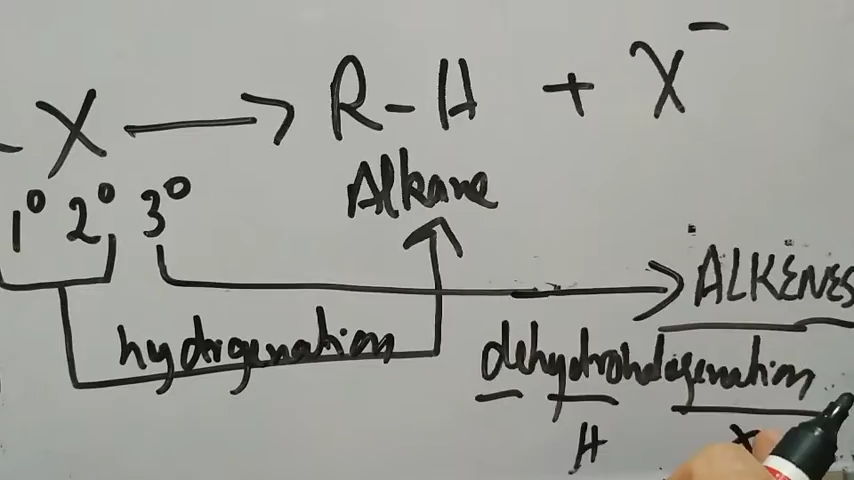 - X → R - H + X⁻
Alkane
1° 2° 3°
ALKENES
hydrogenation
dehydrohalogenation
H X